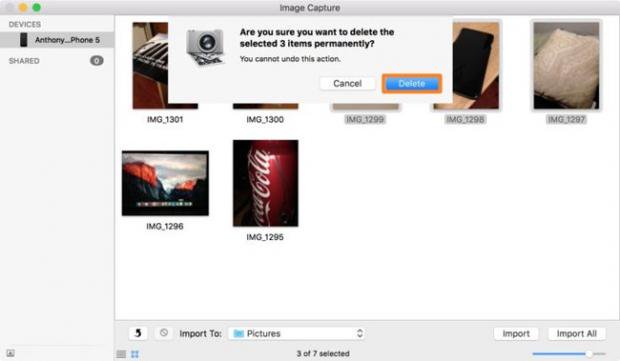 Image Capture
DEVICES
Anthony...Phone 5
SHARED
0
Are you sure you want to delete the
selected 3 items permanently?
You cannot undo this action.
Cancel
Delete
IMG_1301
IMG_1300
IMG_1299
IMG_1298
IMG_1297
Coca-Cola
IMG_1296
IMG_1295
Import To:
Pictures
Import
Import All
3 of 7 selected